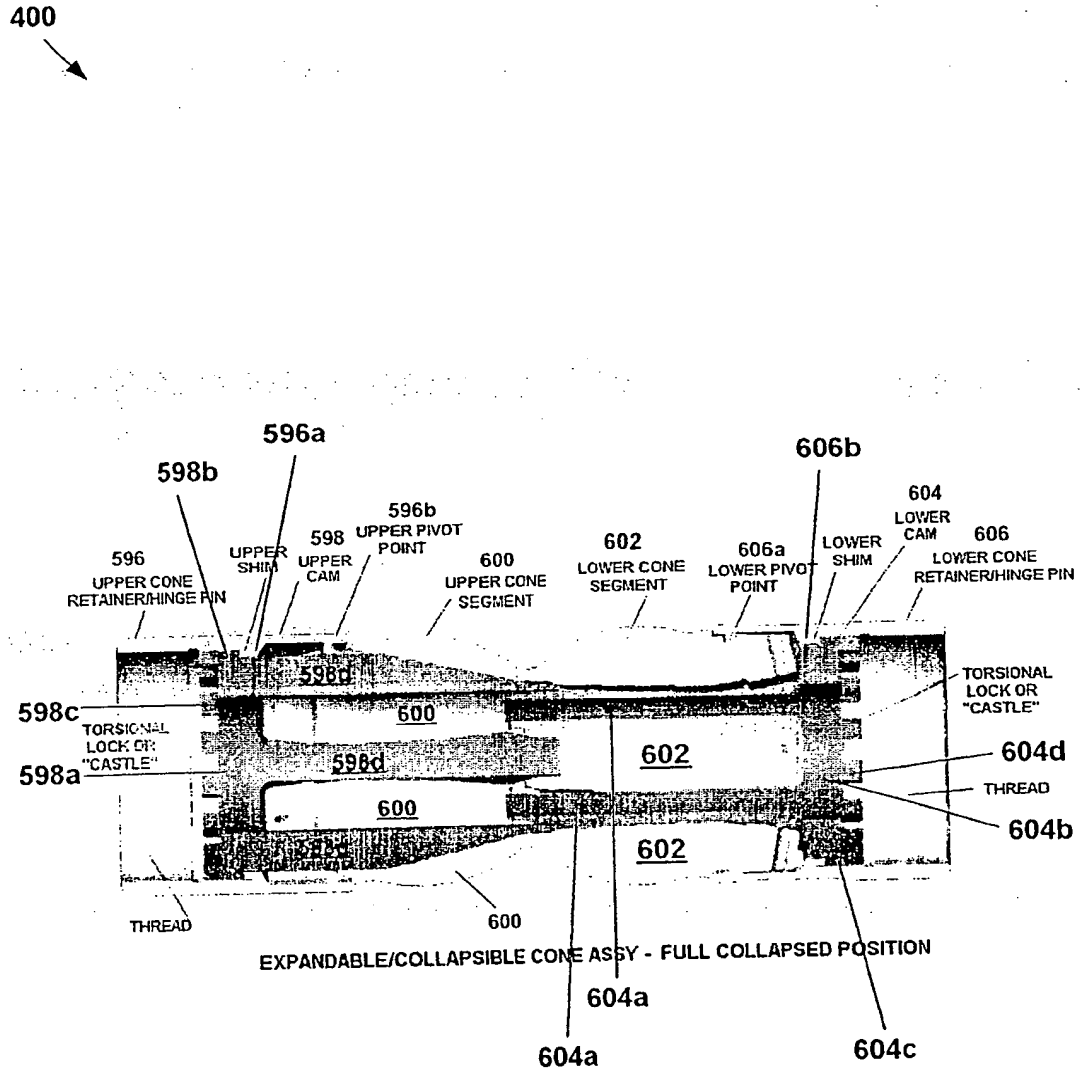 400
596a
598b
606b
596b
UPPER PIVOT
POINT
598
UPPER
CAM
UPPER
SHIM
596
UPPER CONE
RETAINER/HINGE PIN
600
UPPER CONE
SEGMENT
602
LOWER CONE
SEGMENT
606a
LOWER PIVOT
POINT
LOWER
SHIM
604
LOWER
CAM
606
LOWER CONE
RETAINER/HINGE PIN
598d
598c
600
TORSIONAL
LOCK OR
"CASTLE"
TORSIONAL
LOCK OR
"CASTLE"
598a
598d
602
604d
THREAD
600
604b
598d
602
THREAD
600
EXPANDABLE/COLLAPSIBLE CONE ASSY - FULL COLLAPSED POSITION
604a
604a
604c